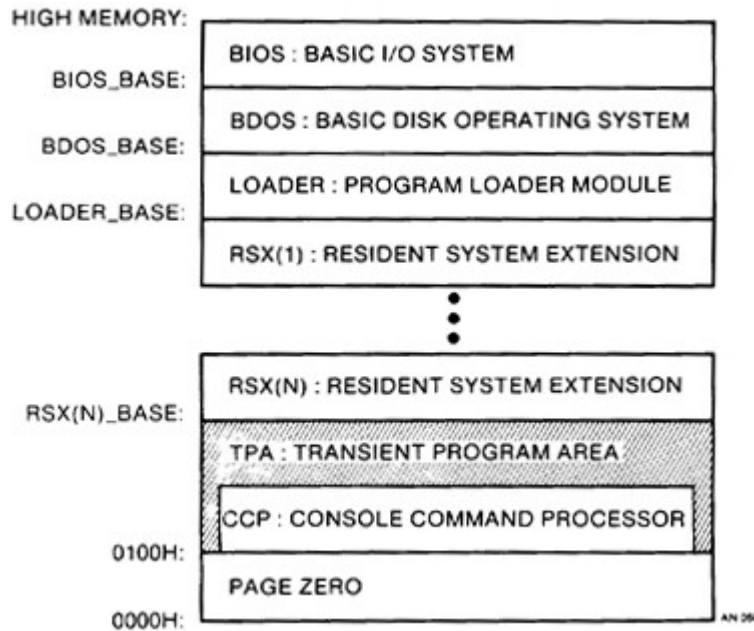 HIGH MEMORY:
BIOS : BASIC I/O SYSTEM
BIOS_BASE:
BDOS : BASIC DISK OPERATING SYSTEM
BDOS_BASE:
LOADER : PROGRAM LOADER MODULE
LOADER_BASE:
RSX(1) : RESIDENT SYSTEM EXTENSION
RSX(N) : RESIDENT SYSTEM EXTENSION
RSX(N)_BASE:
TPA : TRANSIENT PROGRAM AREA
CCP : CONSOLE COMMAND PROCESSOR
0100H:
PAGE ZERO
0000H: